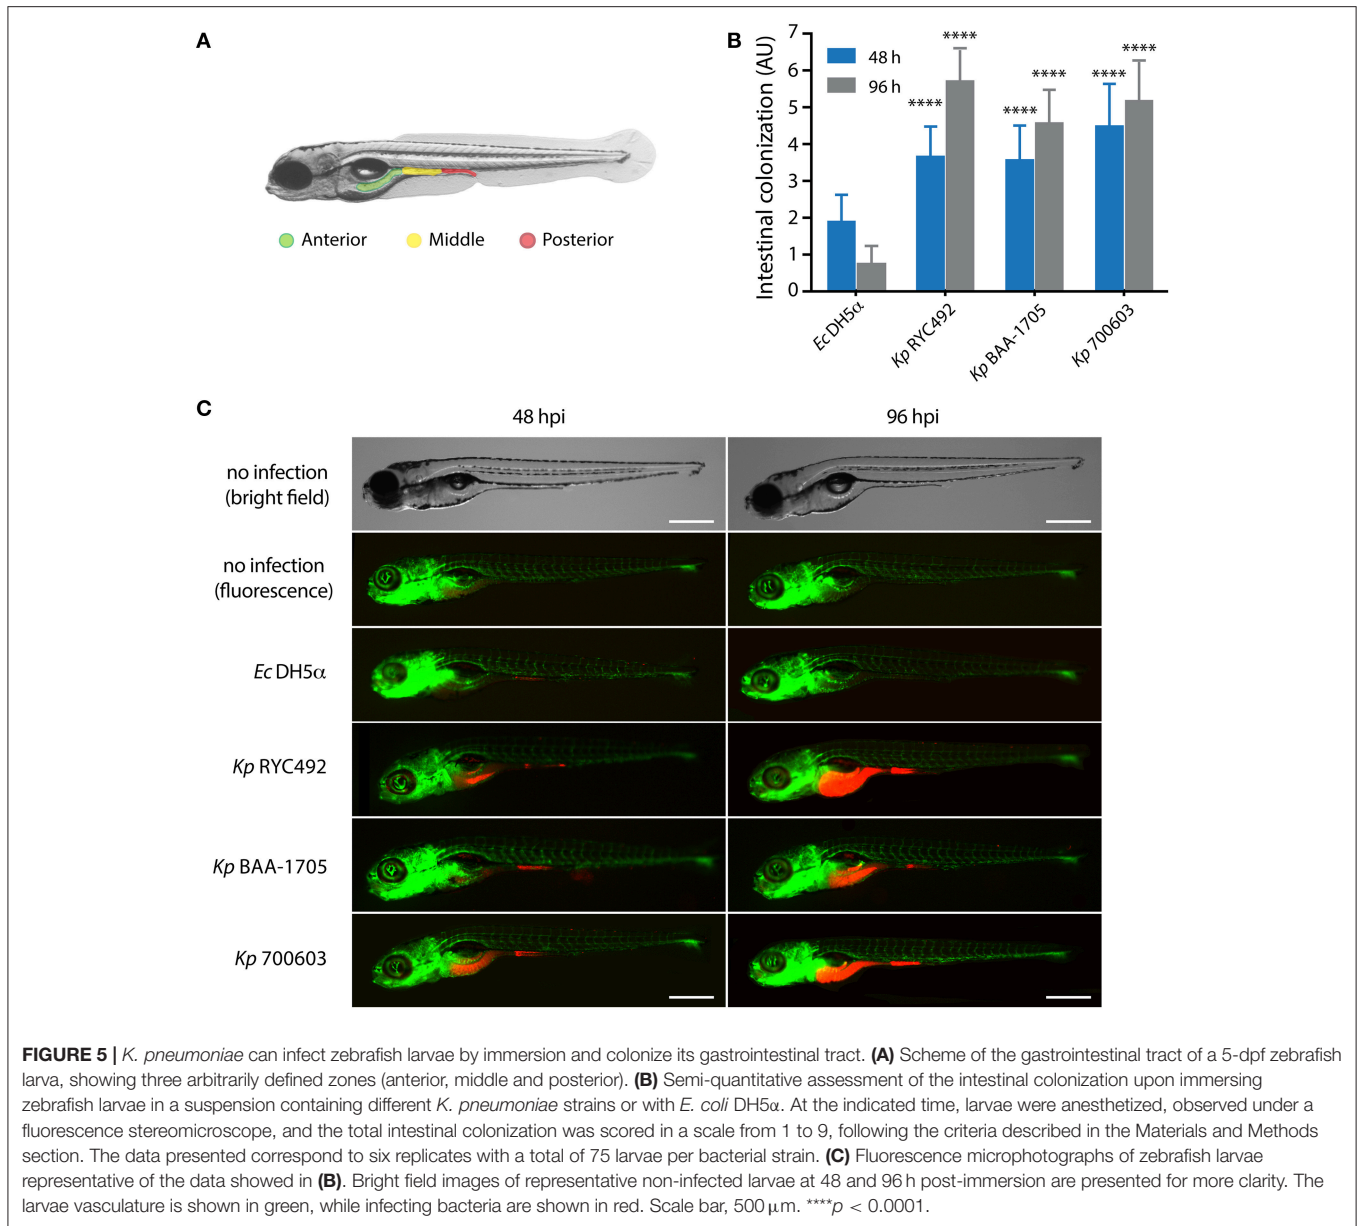 A
Anterior
Middle
Posterior
B
Intestinal colonization (AU)
7
6
5
4
3
2
1
0
48 h
96 h
****
****
****
****
****
****
Ec DH5α
Kp RYC492
Kp BAA-1705
Kp 700603
C
48 hpi
96 hpi
no infection
(bright field)
no infection
(fluorescence)
Ec DH5α
Kp RYC492
Kp BAA-1705
Kp 700603
FIGURE 5 | K. pneumoniae can infect zebrafish larvae by immersion and colonize its gastrointestinal tract. (A) Scheme of the gastrointestinal tract of a 5-dpf zebrafish
larva, showing three arbitrarily defined zones (anterior, middle and posterior). (B) Semi-quantitative assessment of the intestinal colonization upon immersing
zebrafish larvae in a suspension containing different K. pneumoniae strains or with E. coli DH5α. At the indicated time, larvae were anesthetized, observed under a
fluorescence stereomicroscope, and the total intestinal colonization was scored in a scale from 1 to 9, following the criteria described in the Materials and Methods
section. The data presented correspond to six replicates with a total of 75 larvae per bacterial strain. (C) Fluorescence microphotographs of zebrafish larvae
representative of the data showed in (B). Bright field images of representative non-infected larvae at 48 and 96 h post-immersion are presented for more clarity. The
larvae vasculature is shown in green, while infecting bacteria are shown in red. Scale bar, 500 μm. ****p < 0.0001.